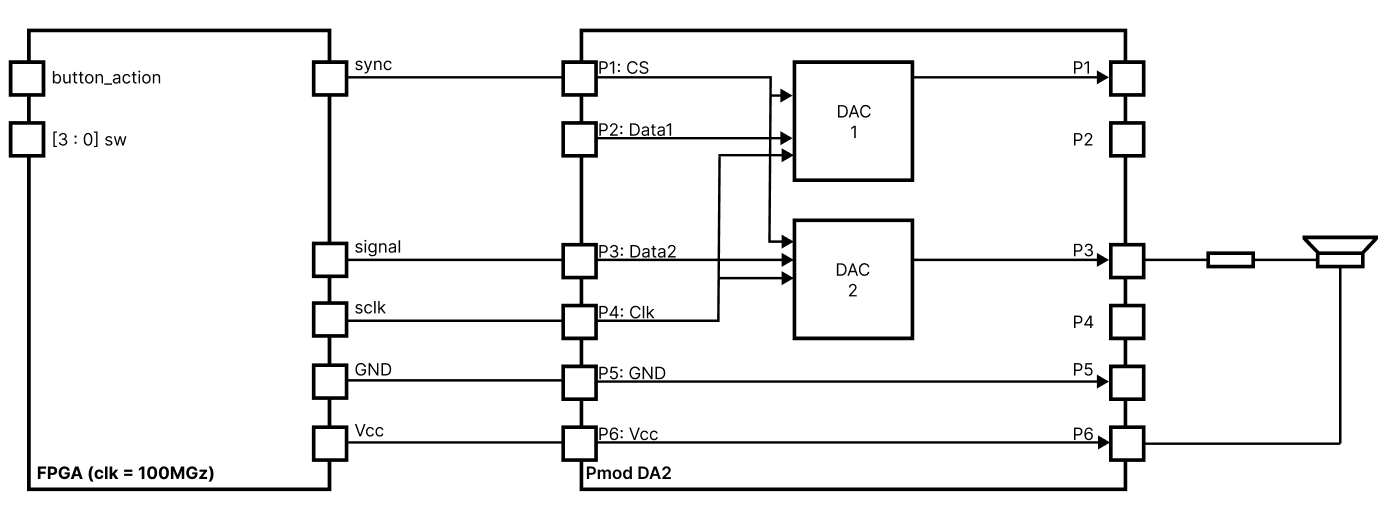 button_action
[3 : 0] sw
sync
signal
sclk
GND
Vcc
FPGA (clk = 100MGz)
P1: CS
P2: Data1
P3: Data2
P4: Clk
P5: GND
P6: Vcc
Pmod DA2
DAC
1
DAC
2
P1
P2
P3
P4
P5
P6